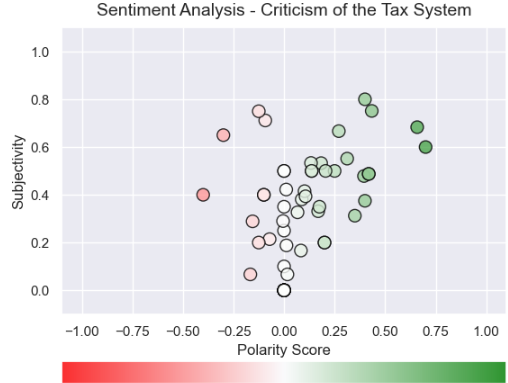 Sentiment Analysis - Criticism of the Tax System
1.0
0.8
0.6
0.4
0.2
0.0
Subjectivity
−1.00 −0.75 −0.50 −0.25 0.00 0.25 0.50 0.75 1.00
Polarity Score